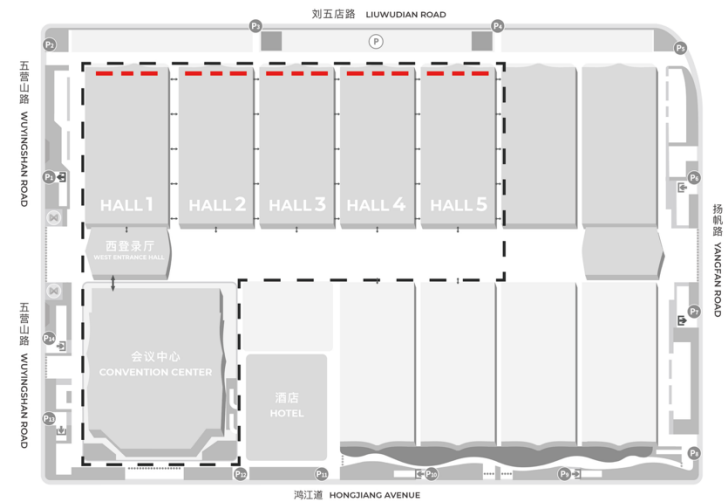 刘五店路 LIUWUDIAN ROAD
P3
P4
P2
P
P5
五营山路 WUYINGSHAN ROAD
HALL 1
HALL 2
HALL 3
HALL 4
HALL 5
P1
P6
扬帆路 YANGFAN ROAD
西登录厅
WEST ENTRANCE HALL
五营山路 WUYINGSHAN ROAD
P14
P7
会议中心
CONVENTION CENTER
酒店
HOTEL
P13
P8
P12
P11
P10
P9
鸿江道 HONGJIANG AVENUE